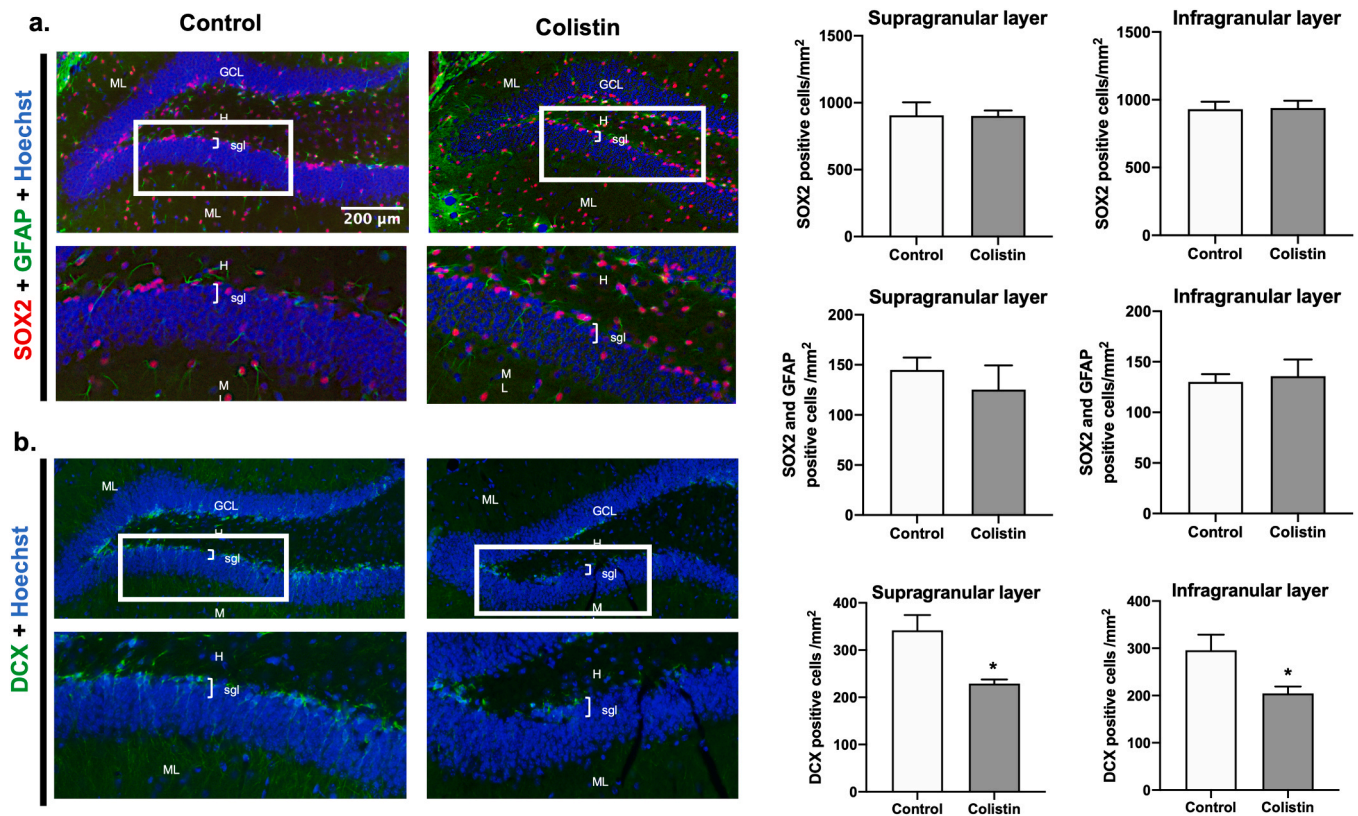 a.
Control
Colistin
SOX2 + GFAP + Hoechst
ML
GCL
H
sgl
ML
200 µm
ML
GCL
H
sgl
ML
H
sgl
M
H
sgl
M
L
b.
DCX + Hoechst
ML
GCL
H
sgl
M
ML
GCL
H
sgl
M
H
sgl
ML
H
sgl
ML
Supragranular layer
SOX2 positive cells/mm²
1500
1000
500
0
Control
Colistin
Infragranular layer
SOX2 positive cells/mm²
1500
1000
500
0
Control
Colistin
Supragranular layer
SOX2 and GFAP
positive cells /mm²
200
150
100
50
0
Control
Colistin
Infragranular layer
SOX2 and GFAP
positive cells/mm²
200
150
100
50
0
Control
Colistin
Supragranular layer
DCX positive cells /mm²
400
300
200
100
0
*
Control
Colistin
Infragranular layer
DCX positive cells /mm²
400
300
200
100
0
*
Control
Colistin